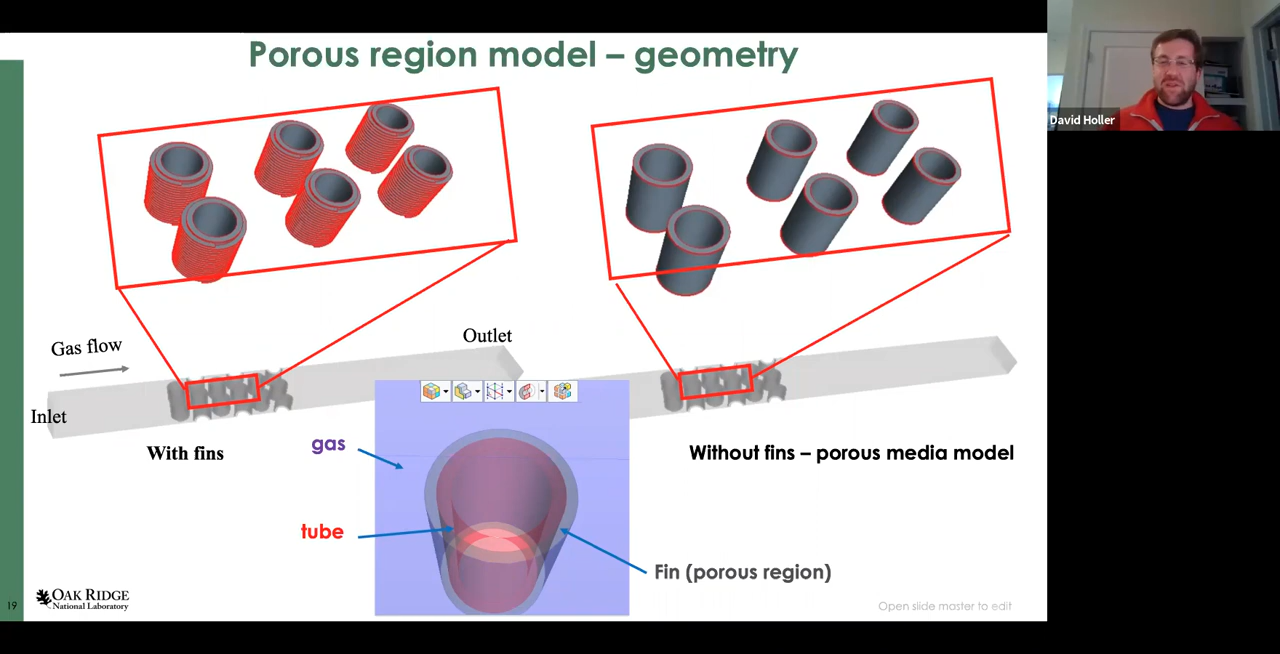 Porous region model – geometry
David Holler
Gas flow
Outlet
Inlet
With fins
gas
Without fins – porous media model
tube
Fin (porous region)
19
OAK RIDGE
National Laboratory
Open slide master to edit